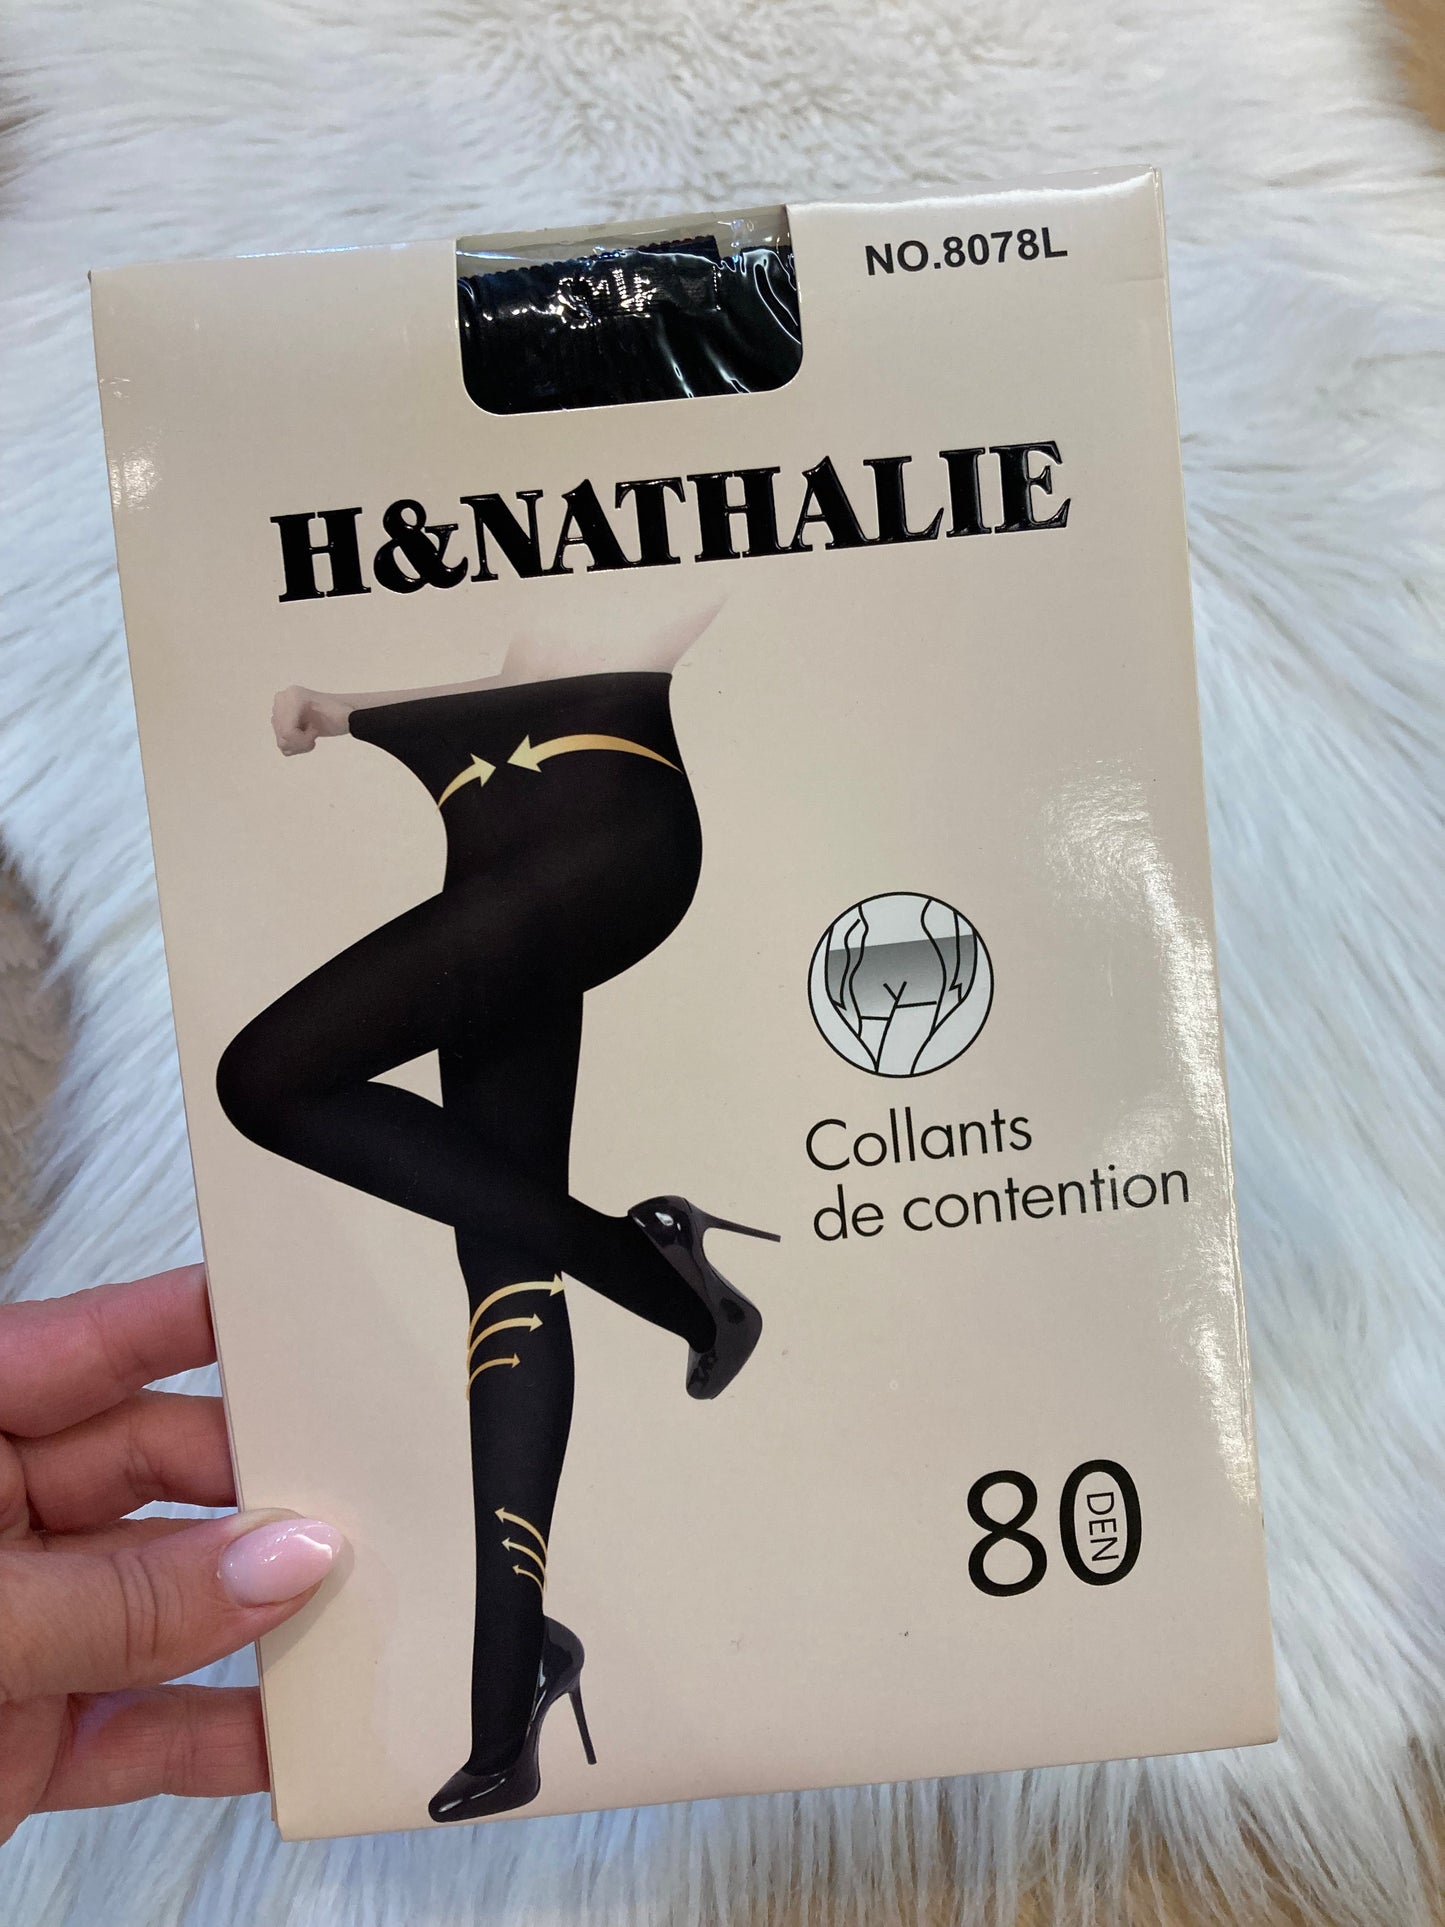 NO.8078L
H&NATHALIE
Collants
de contention
80
DEN